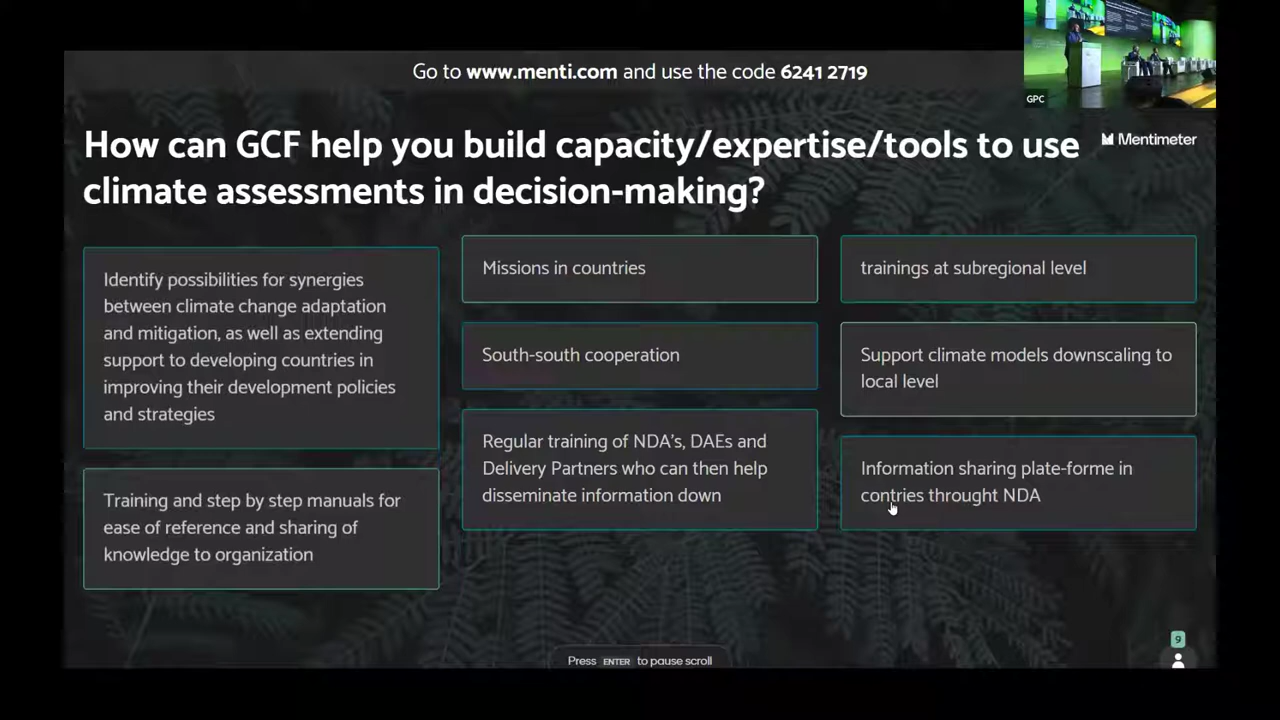 Go to www.menti.com and use the code 6241 2719
GPC
Mentimeter
How can GCF help you build capacity/expertise/tools to use
climate assessments in decision-making?
Identify possibilities for synergies
between climate change adaptation
and mitigation, as well as extending
support to developing countries in
improving their development policies
and strategies
Training and step by step manuals for
ease of reference and sharing of
knowledge to organization
Missions in countries
South-south cooperation
Regular training of NDA's, DAEs and
Delivery Partners who can then help
disseminate information down
trainings at subregional level
Support climate models downscaling to
local level
Information sharing plate-forme in
contries throught NDA
9
Press ENTER to pause scroll